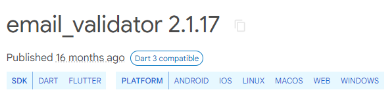 email_validator 2.1.17
Published 16 months ago Dart 3 compatible
SDK DART FLUTTER PLATFORM ANDROID IOS LINUX MACOS WEB WINDOWS